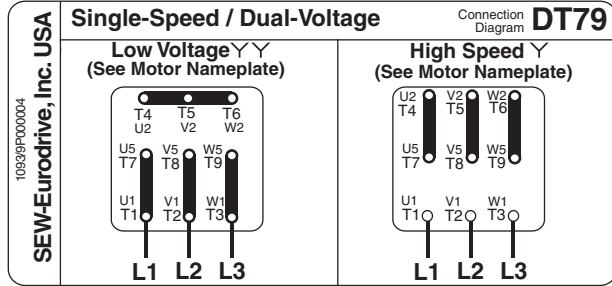 Single-Speed / Dual-Voltage
Connection Diagram DT79
1093/9P000004
SEW-Eurodrive, Inc. USA
Low Voltage YY
(See Motor Nameplate)
T4 T5 T6
U2 V2 W2
U5 V5 W5
T7 T8 T9
U1 V1 W1
T1 T2 T3
L1 L2 L3
High Speed Y
(See Motor Nameplate)
U2 V2 W2
T4 T5 T6
U5 V5 W5
T7 T8 T9
U1 V1 W1
T1 T2 T3
L1 L2 L3